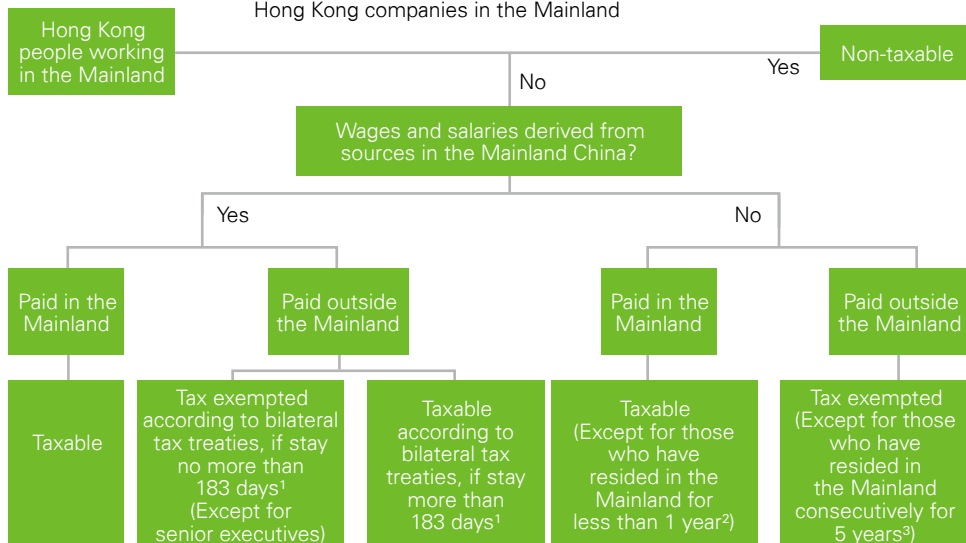 Hong Kong companies in the Mainland
Hong Kong
people working
in the Mainland
Yes
Non-taxable
No
Wages and salaries derived from
sources in the Mainland China?
Yes
No
Paid in the
Mainland
Paid outside
the Mainland
Paid in the
Mainland
Paid outside
the Mainland
Taxable
Tax exempted
according to bilateral
tax treaties, if stay
no more than
183 days¹
(Except for
senior executives)
Taxable
according to
bilateral tax
treaties, if stay
more than
183 days¹
Taxable
(Except for those
who have
resided in the
Mainland for
less than 1 year²)
Tax exempted
(Except for those
who have
resided in
the Mainland
consecutively for
5 years³)